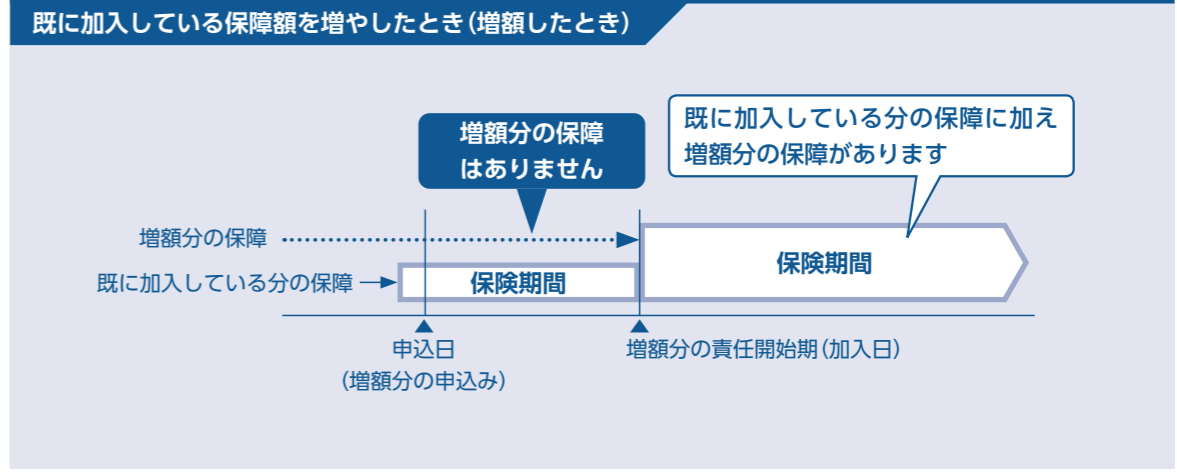 既に加入している保障額を増やしたとき(増額したとき)
既に加入している分の保障に加え
増額分の保障があります
増額分の保障
はありません
増額分の保障
保険期間
既に加入している分の保障
保険期間
申込日
(増額分の申込み)
増額分の責任開始期(加入日)